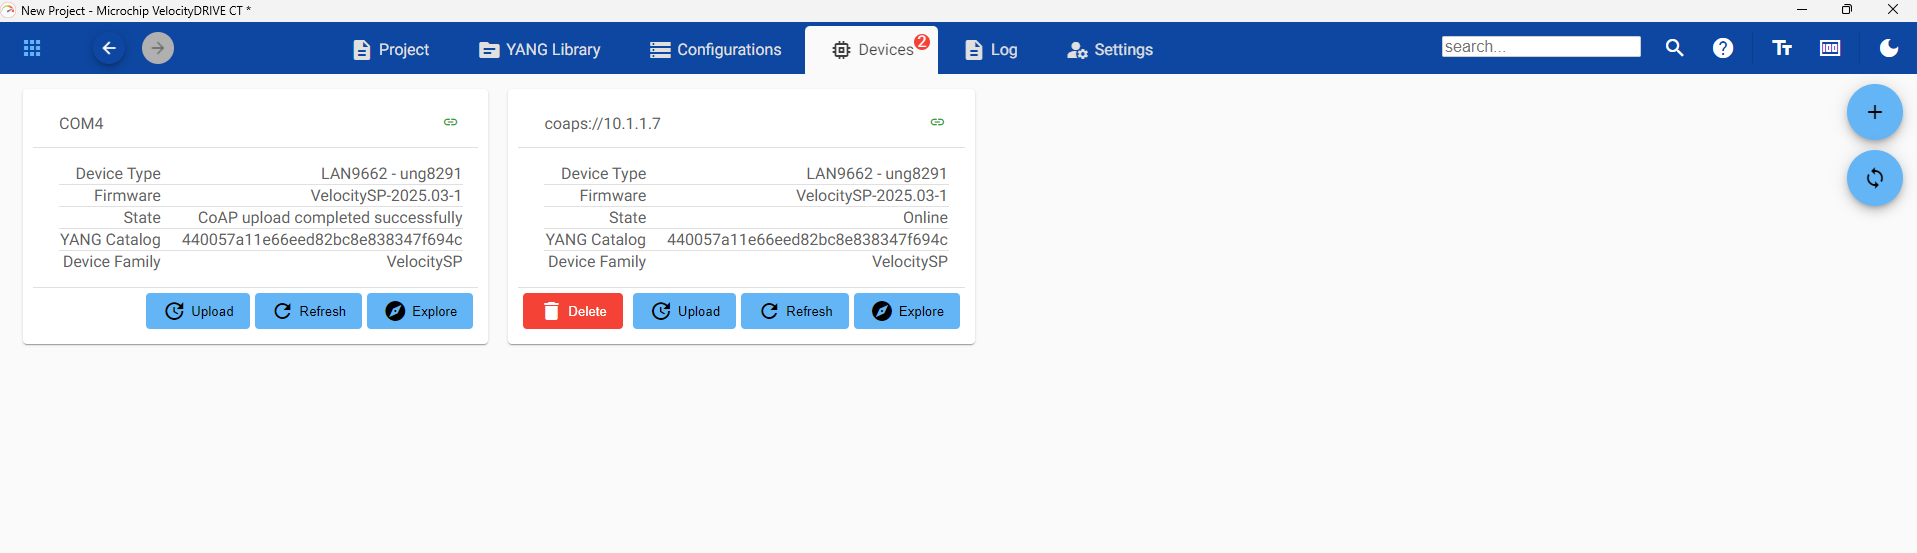 New Project - Microchip VelocityDRIVE CT *
Project
YANG Library
Configurations
Devices
2
Log
Settings
search...
COM4
Device Type LAN9662 - ung8291
Firmware VelocitySP-2025.03-1
State CoAP upload completed successfully
YANG Catalog 440057a11e66eed82bc8e838347f694c
Device Family VelocitySP
Upload Refresh Explore
coaps://10.1.1.7
Device Type LAN9662 - ung8291
Firmware VelocitySP-2025.03-1
State Online
YANG Catalog 440057a11e66eed82bc8e838347f694c
Device Family VelocitySP
Delete Upload Refresh Explore